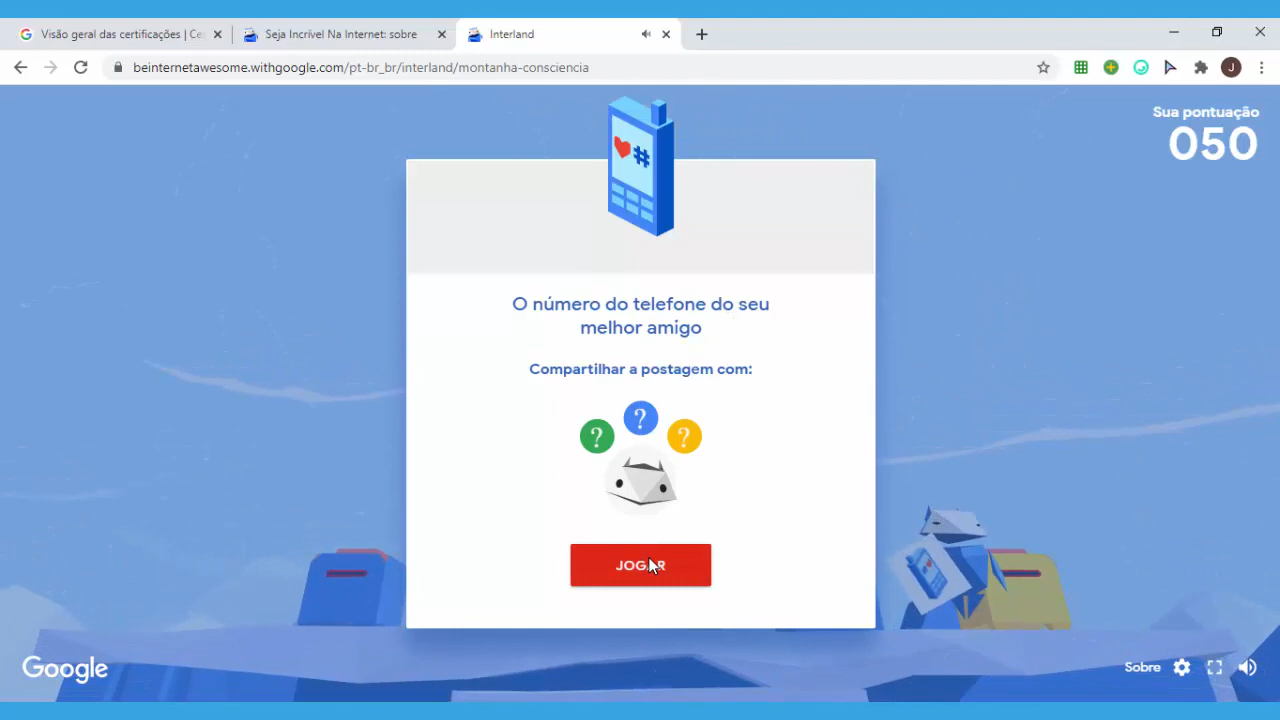 Visão geral das certificações | Ce
Seja Incrível Na Internet: sobre
Interland
beinternetawesome.withgoogle.com/pt-br_br/interland/montanha-consciencia
J
Sua pontuação
050
#
O número do telefone do seu
melhor amigo
Compartilhar a postagem com:
? ? ?
JOGAR
Google
Sobre